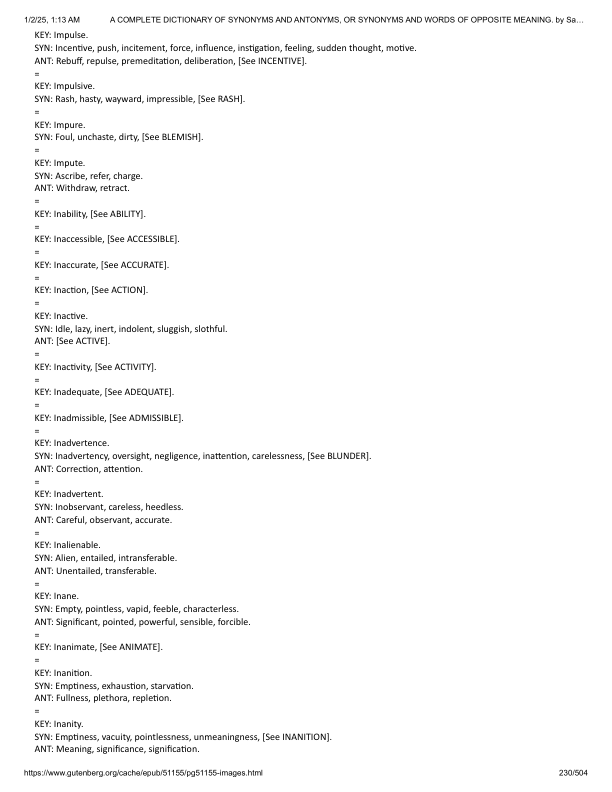 1/2/25, 1:13 AM A COMPLETE DICTIONARY OF SYNONYMS AND ANTONYMS, OR SYNONYMS AND WORDS OF OPPOSITE MEANING. by Sa…
KEY: Impulse.
SYN: Incentive, push, incitement, force, influence, instigation, feeling, sudden thought, motive.
ANT: Rebuff, repulse, premeditation, deliberation, [See INCENTIVE].
=
KEY: Impulsive.
SYN: Rash, hasty, wayward, impressible, [See RASH].
=
KEY: Impure.
SYN: Foul, unchaste, dirty, [See BLEMISH].
=
KEY: Impute.
SYN: Ascribe, refer, charge.
ANT: Withdraw, retract.
=
KEY: Inability, [See ABILITY].
=
KEY: Inaccessible, [See ACCESSIBLE].
=
KEY: Inaccurate, [See ACCURATE].
=
KEY: Inaction, [See ACTION].
=
KEY: Inactive.
SYN: Idle, lazy, inert, indolent, sluggish, slothful.
ANT: [See ACTIVE].
=
KEY: Inactivity, [See ACTIVITY].
=
KEY: Inadequate, [See ADEQUATE].
=
KEY: Inadmissible, [See ADMISSIBLE].
=
KEY: Inadvertence.
SYN: Inadvertency, oversight, negligence, inattention, carelessness, [See BLUNDER].
ANT: Correction, attention.
=
KEY: Inadvertent.
SYN: Inobservant, careless, heedless.
ANT: Careful, observant, accurate.
=
KEY: Inalienable.
SYN: Alien, entailed, intransferable.
ANT: Unentailed, transferable.
=
KEY: Inane.
SYN: Empty, pointless, vapid, feeble, characterless.
ANT: Significant, pointed, powerful, sensible, forcible.
=
KEY: Inanimate, [See ANIMATE].
=
KEY: Inanition.
SYN: Emptiness, exhaustion, starvation.
ANT: Fullness, plethora, repletion.
=
KEY: Inanity.
SYN: Emptiness, vacuity, pointlessness, unmeaningness, [See INANITION].
ANT: Meaning, significance, signification.
https://www.gutenberg.org/cache/epub/51155/pg51155-images.html 230/504